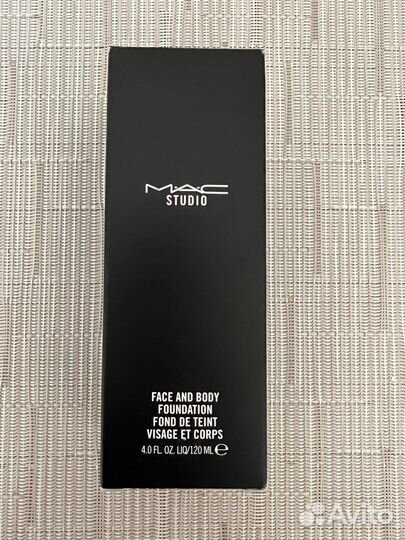 MAC
STUDIO
FACE AND BODY
FOUNDATION
FOND DE TEINT
VISAGE ET CORPS
4.0 FL. OZ. LIQ/120 ML ℮
Avito